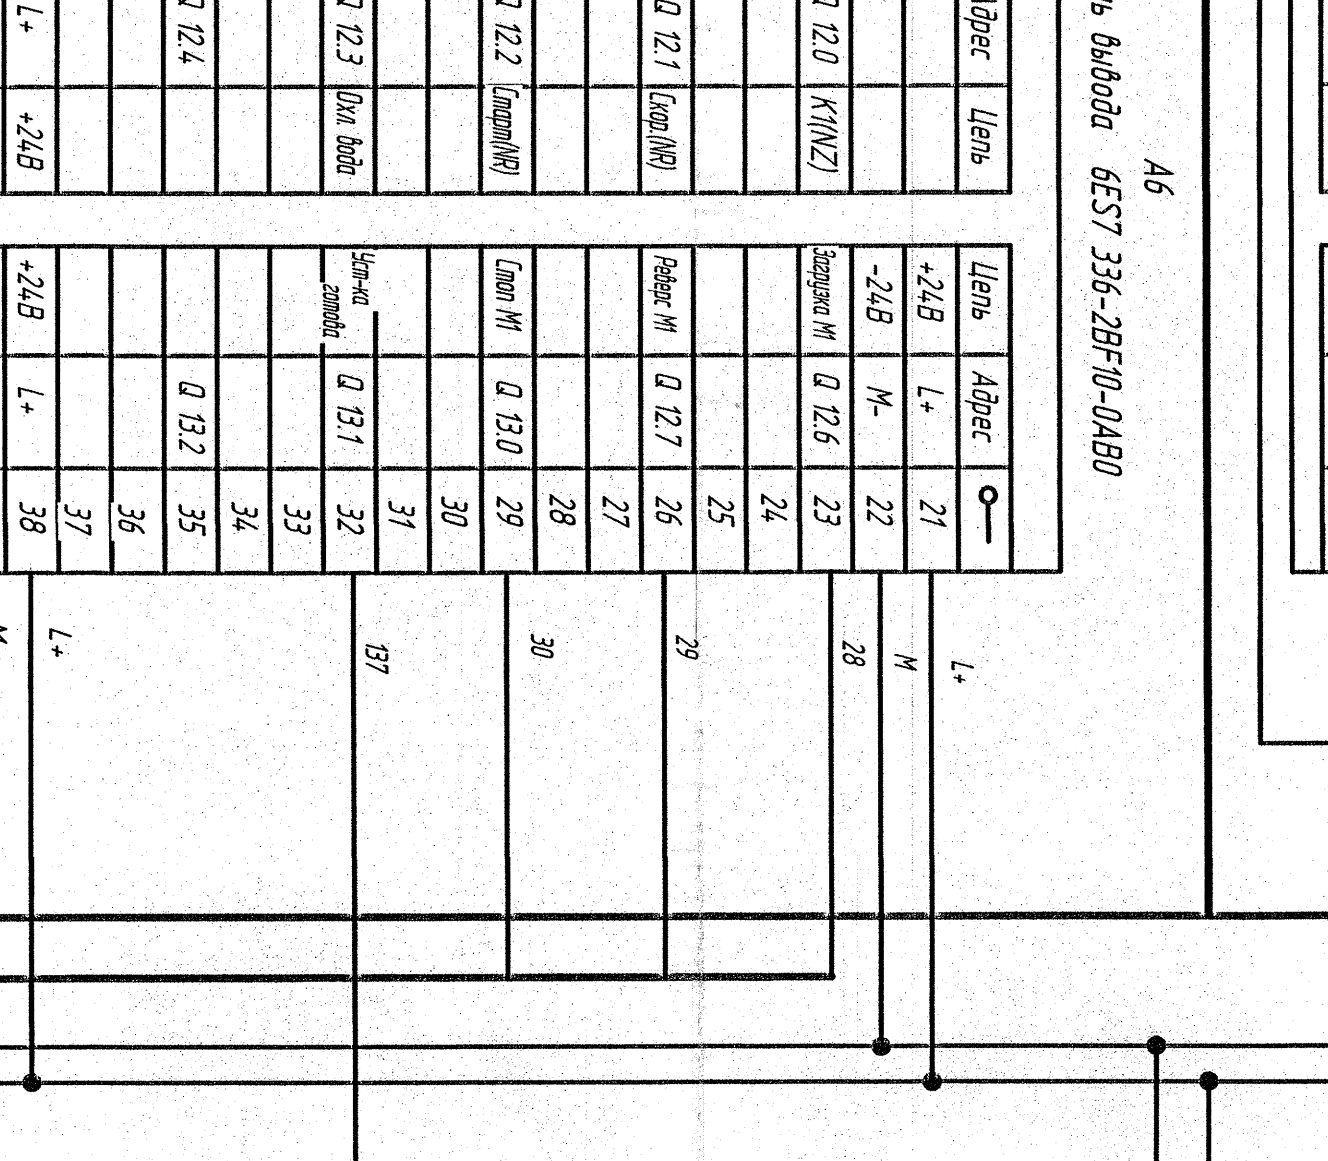 А6
вывода 6ES7 336-2BF10-0AB0
Адрес Цепь
Q 12.0 К1(NZ)
Q 12.1 Скор.(NR)
Q 12.2 Старт(NR)
Q 12.3 Охл. вода
Q 12.4
L+ +24В
Цепь Адрес
+24В L+ 21
-24В М- 22
Загрузка М1 Q 12.6 23
24
25
Реверс М1 Q 12.7 26
27
28
Стоп М1 Q 13.0 29
30
31
Уст-ка
готова Q 13.1 32
33
34
Q 13.2 35
36
37
+24В L+ 38
L+
М
28
29
30
137
L+